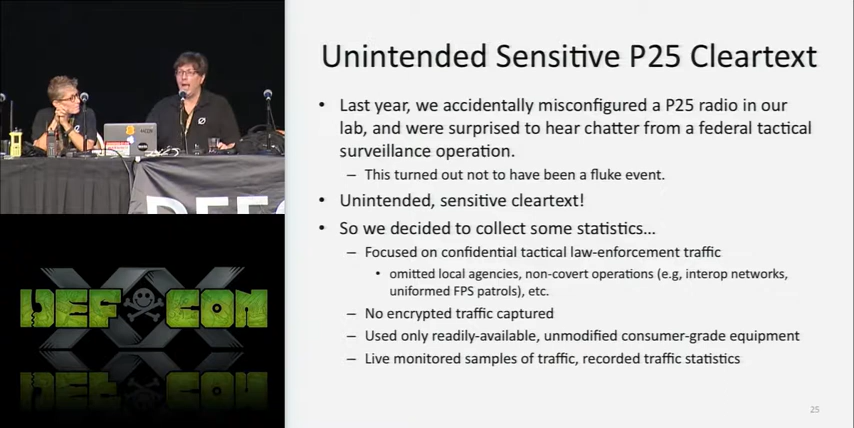 Unintended Sensitive P25 Cleartext
• Last year, we accidentally misconfigured a P25 radio in our
lab, and were surprised to hear chatter from a federal tactical
surveillance operation.
– This turned out not to have been a fluke event.
• Unintended, sensitive cleartext!
• So we decided to collect some statistics…
– Focused on confidential tactical law-enforcement traffic
• omitted local agencies, non-covert operations (e.g, interop networks,
uniformed FPS patrols), etc.
– No encrypted traffic captured
– Used only readily-available, unmodified consumer-grade equipment
– Live monitored samples of traffic, recorded traffic statistics
25
XX
DEF CON